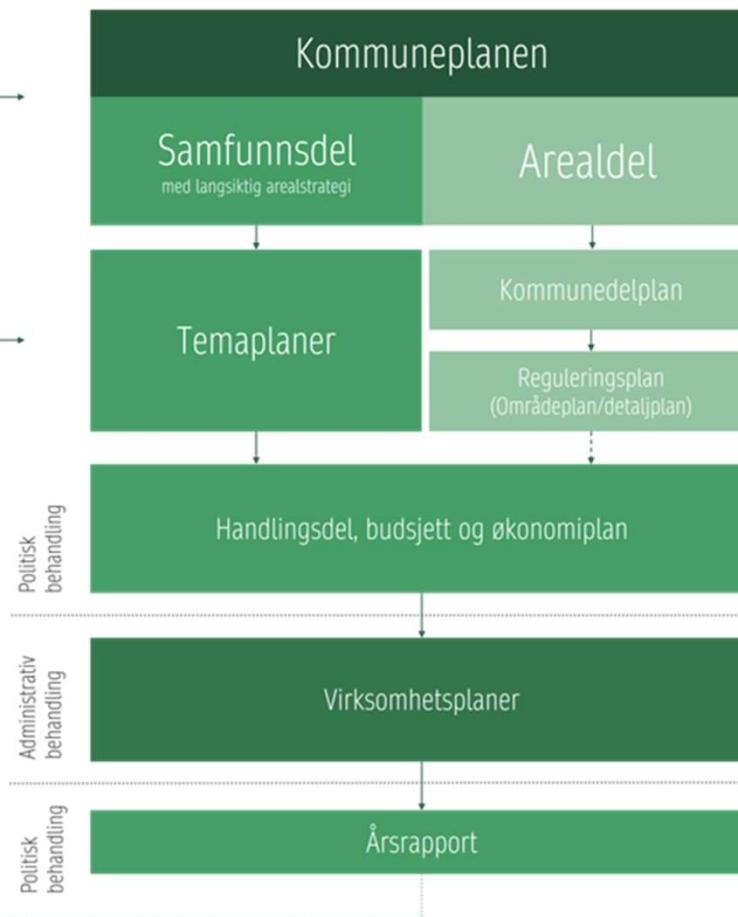 Kommuneplanen
Samfunnsdel
med langsiktig arealstrategi
Arealdel
Temaplaner
Kommunedelplan
Reguleringsplan
(Områdeplan/detaljplan)
Politisk
behandling
Handlingsdel, budsjett og økonomiplan
Administrativ
behandling
Virksomhetsplaner
Politisk
behandling
Årsrapport